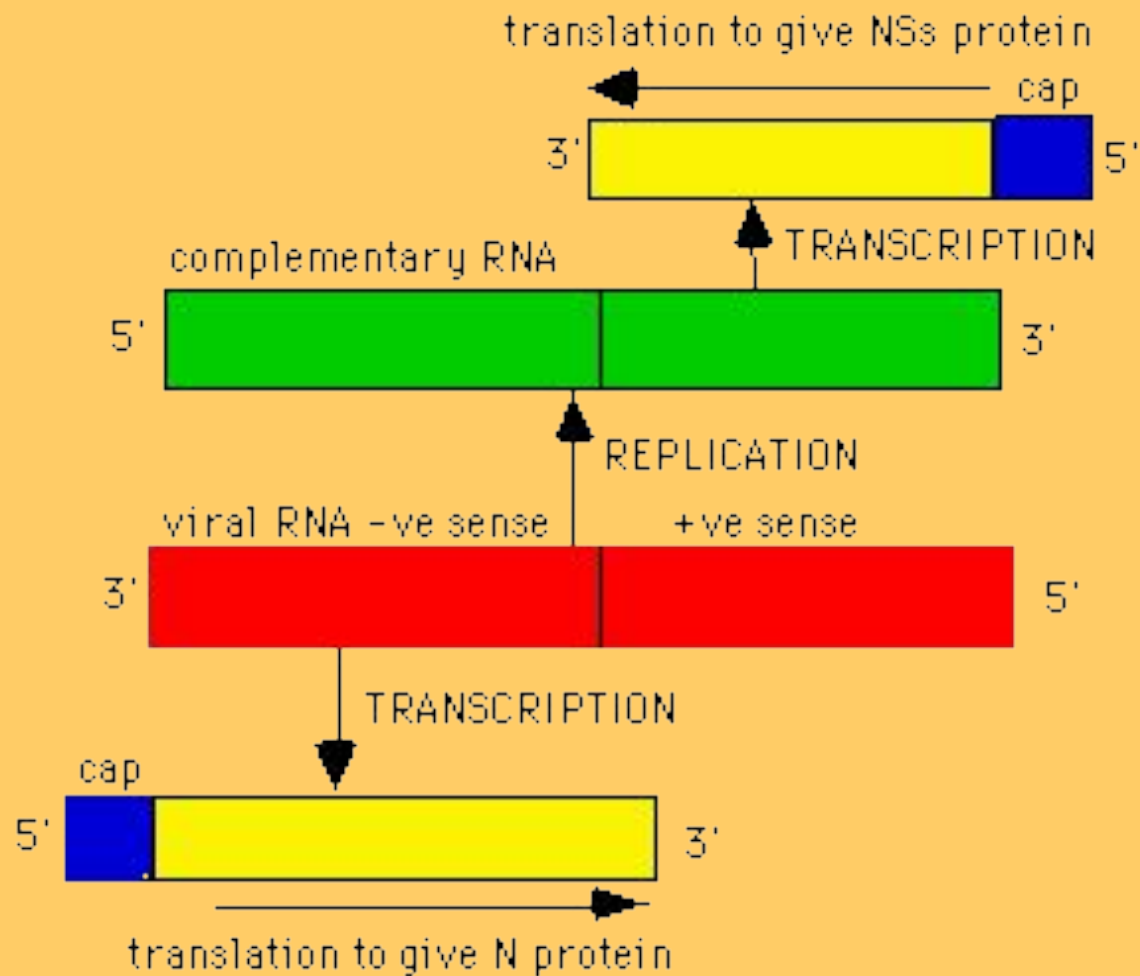 translation to give NSs protein
cap
3' 5'
TRANSCRIPTION
complementary RNA
5' 3'
REPLICATION
viral RNA -ve sense +ve sense
3' 5'
TRANSCRIPTION
cap
5' 3'
translation to give N protein